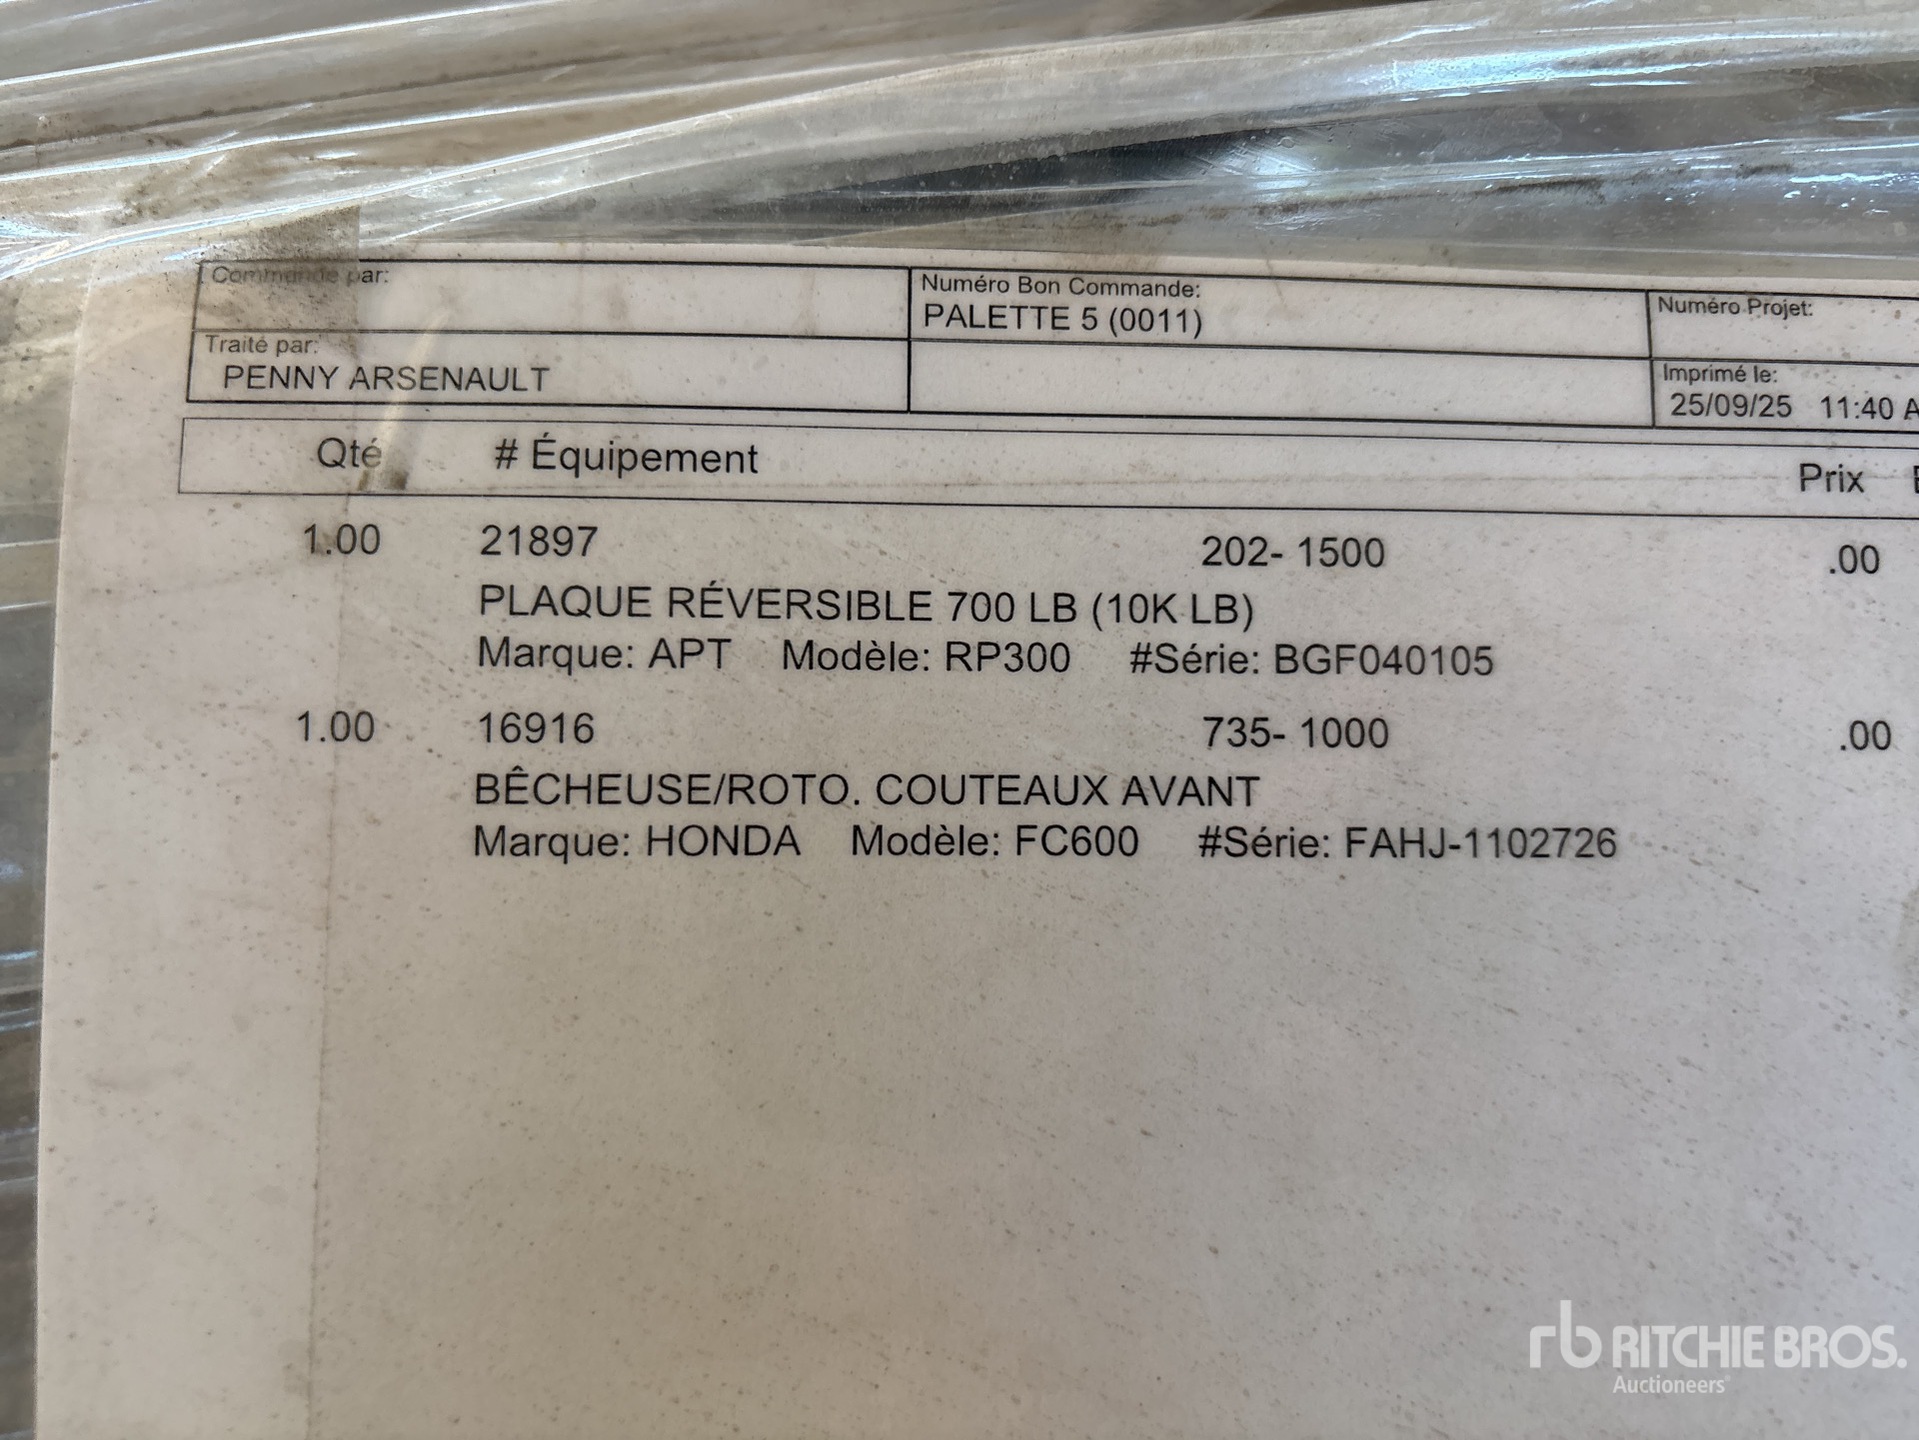 Commande par:
Numéro Bon Commande:
PALETTE 5 (0011)
Numéro Projet:
Traité par:
PENNY ARSENAULT
Imprimé le:
25/09/25 11:40 A
Qté # Équipement Prix
1.00 21897 202- 1500 .00
PLAQUE RÉVERSIBLE 700 LB (10K LB)
Marque: APT Modèle: RP300 #Série: BGF040105
1.00 16916 735- 1000 .00
BÊCHEUSE/ROTO. COUTEAUX AVANT
Marque: HONDA Modèle: FC600 #Série: FAHJ-1102726
rb RITCHIE BROS.
Auctioneers